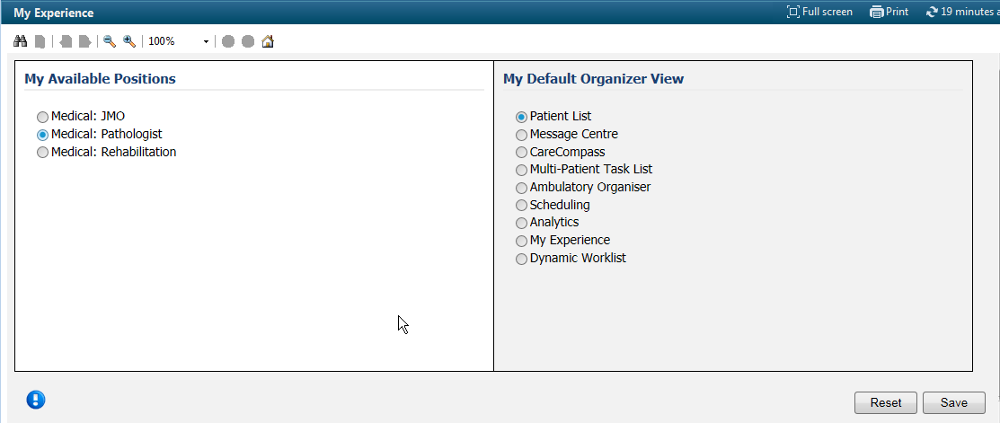 My Experience
Full screen Print 19 minutes a
100%
My Available Positions
Medical: JMO
Medical: Pathologist
Medical: Rehabilitation
My Default Organizer View
Patient List
Message Centre
CareCompass
Multi-Patient Task List
Ambulatory Organiser
Scheduling
Analytics
My Experience
Dynamic Worklist
Reset Save